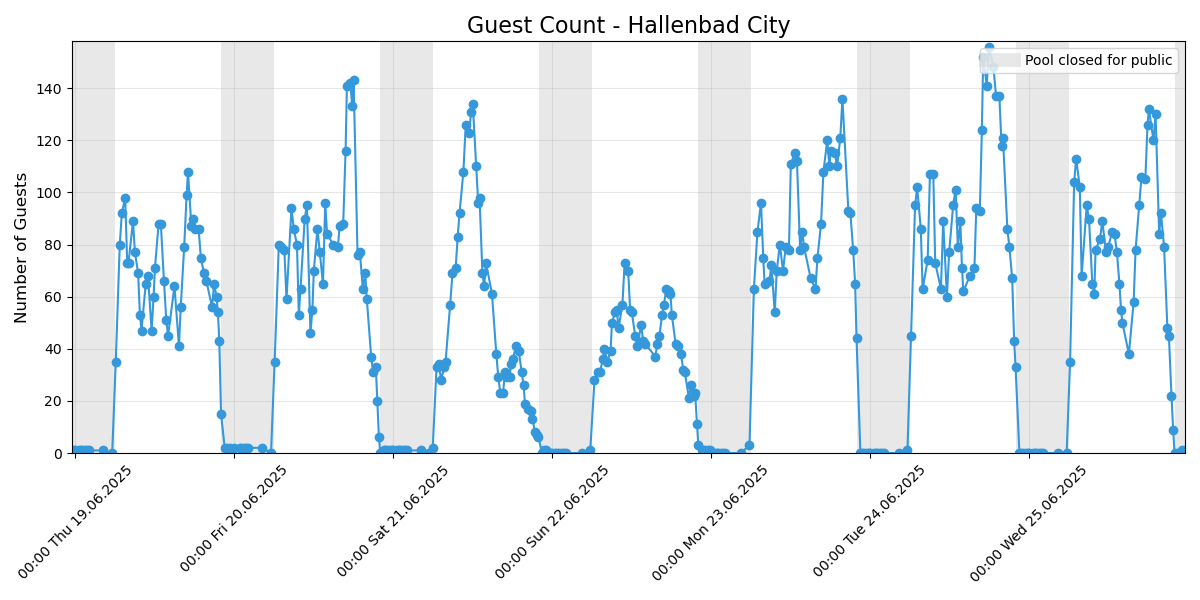 Guest Count - Hallenbad City
Pool closed for public
Number of Guests
140
120
100
80
60
40
20
0
00:00 Thu 19.06.2025
00:00 Fri 20.06.2025
00:00 Sat 21.06.2025
00:00 Sun 22.06.2025
00:00 Mon 23.06.2025
00:00 Tue 24.06.2025
00:00 Wed 25.06.2025